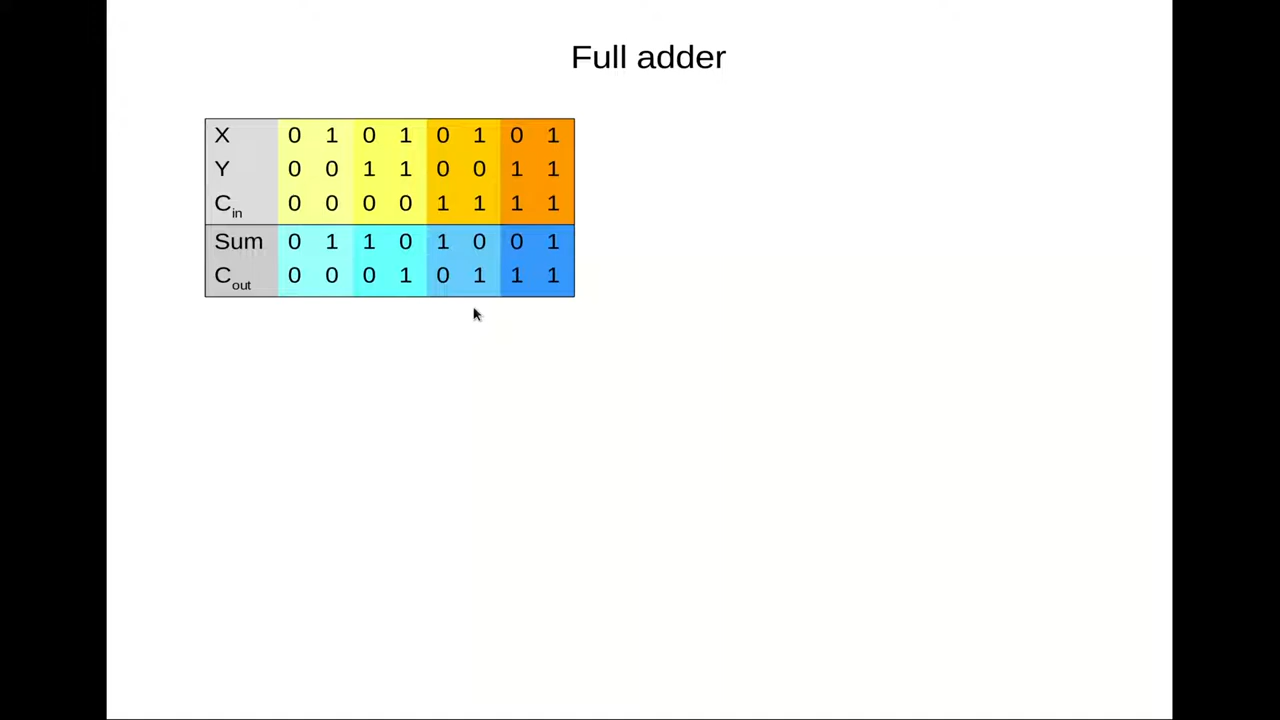 Full adder
X 0 1 0 1 0 1 0 1
Y 0 0 1 1 0 0 1 1
Cin 0 0 0 0 1 1 1 1
Sum 0 1 1 0 1 0 0 1
Cout 0 0 0 1 0 1 1 1